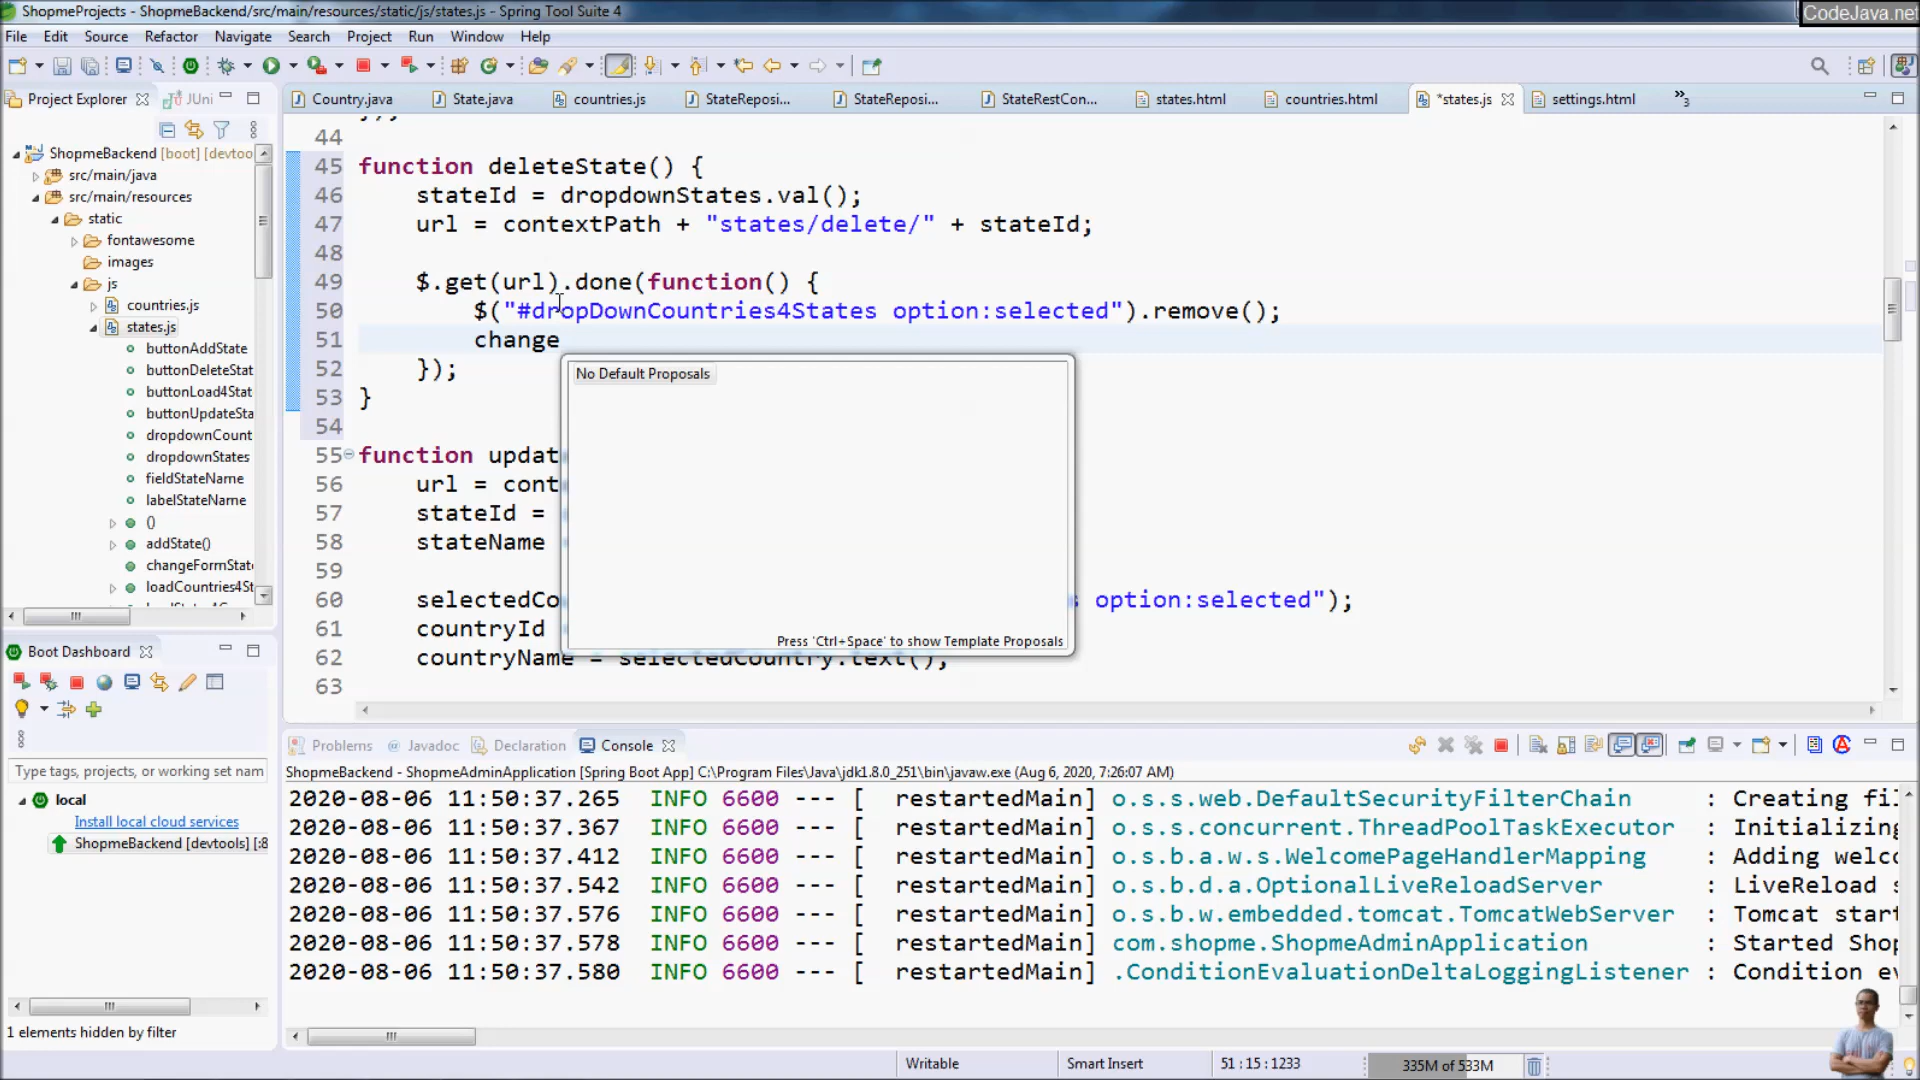 ShopmeProjects - ShopmeBackend/src/main/resources/static/js/states.js - Spring Tool Suite 4
CodeJava.net
File Edit Source Refactor Navigate Search Project Run Window Help
Project Explorer JUni
Country.java State.java countries.js StateReposi... StateReposi... StateRestCon... states.html countries.html *states.js settings.html »3
ShopmeBackend [boot] [devtoo
src/main/java
src/main/resources
static
fontawesome
images
js
countries.js
states.js
buttonAddState
buttonDeleteStat
buttonLoad4Stat
buttonUpdateSta
dropdownCount
dropdownStates
fieldStateName
labelStateName
()
addState()
changeFormState
loadCountries4St
44
45 function deleteState() {
46 stateId = dropdownStates.val();
47 url = contextPath + "states/delete/" + stateId;
48
49 $.get(url).done(function() {
50 $("#dropDownCountries4States option:selected").remove();
51 change
52 });
53 }
54
55 function updat
56 url = cont
57 stateId =
58 stateName
59
60 selectedCo s option:selected");
61 countryId
62 countryName = selectedCountry.text();
63
No Default Proposals
Press 'Ctrl+Space' to show Template Proposals
Boot Dashboard
Type tags, projects, or working set nam
local
Install local cloud services
ShopmeBackend [devtools] [:8
1 elements hidden by filter
Problems @ Javadoc Declaration Console
ShopmeBackend - ShopmeAdminApplication [Spring Boot App] C:\Program Files\Java\jdk1.8.0_251\bin\javaw.exe (Aug 6, 2020, 7:26:07 AM)
2020-08-06 11:50:37.265 INFO 6600 --- [ restartedMain] o.s.s.web.DefaultSecurityFilterChain : Creating fil
2020-08-06 11:50:37.367 INFO 6600 --- [ restartedMain] o.s.s.concurrent.ThreadPoolTaskExecutor : Initializing
2020-08-06 11:50:37.412 INFO 6600 --- [ restartedMain] o.s.b.a.w.s.WelcomePageHandlerMapping : Adding welco
2020-08-06 11:50:37.542 INFO 6600 --- [ restartedMain] o.s.b.d.a.OptionalLiveReloadServer : LiveReload s
2020-08-06 11:50:37.576 INFO 6600 --- [ restartedMain] o.s.b.w.embedded.tomcat.TomcatWebServer : Tomcat start
2020-08-06 11:50:37.578 INFO 6600 --- [ restartedMain] com.shopme.ShopmeAdminApplication : Started Shop
2020-08-06 11:50:37.580 INFO 6600 --- [ restartedMain] .ConditionEvaluationDeltaLoggingListener : Condition ev
Writable Smart Insert 51 : 15 : 1233 335M of 533M